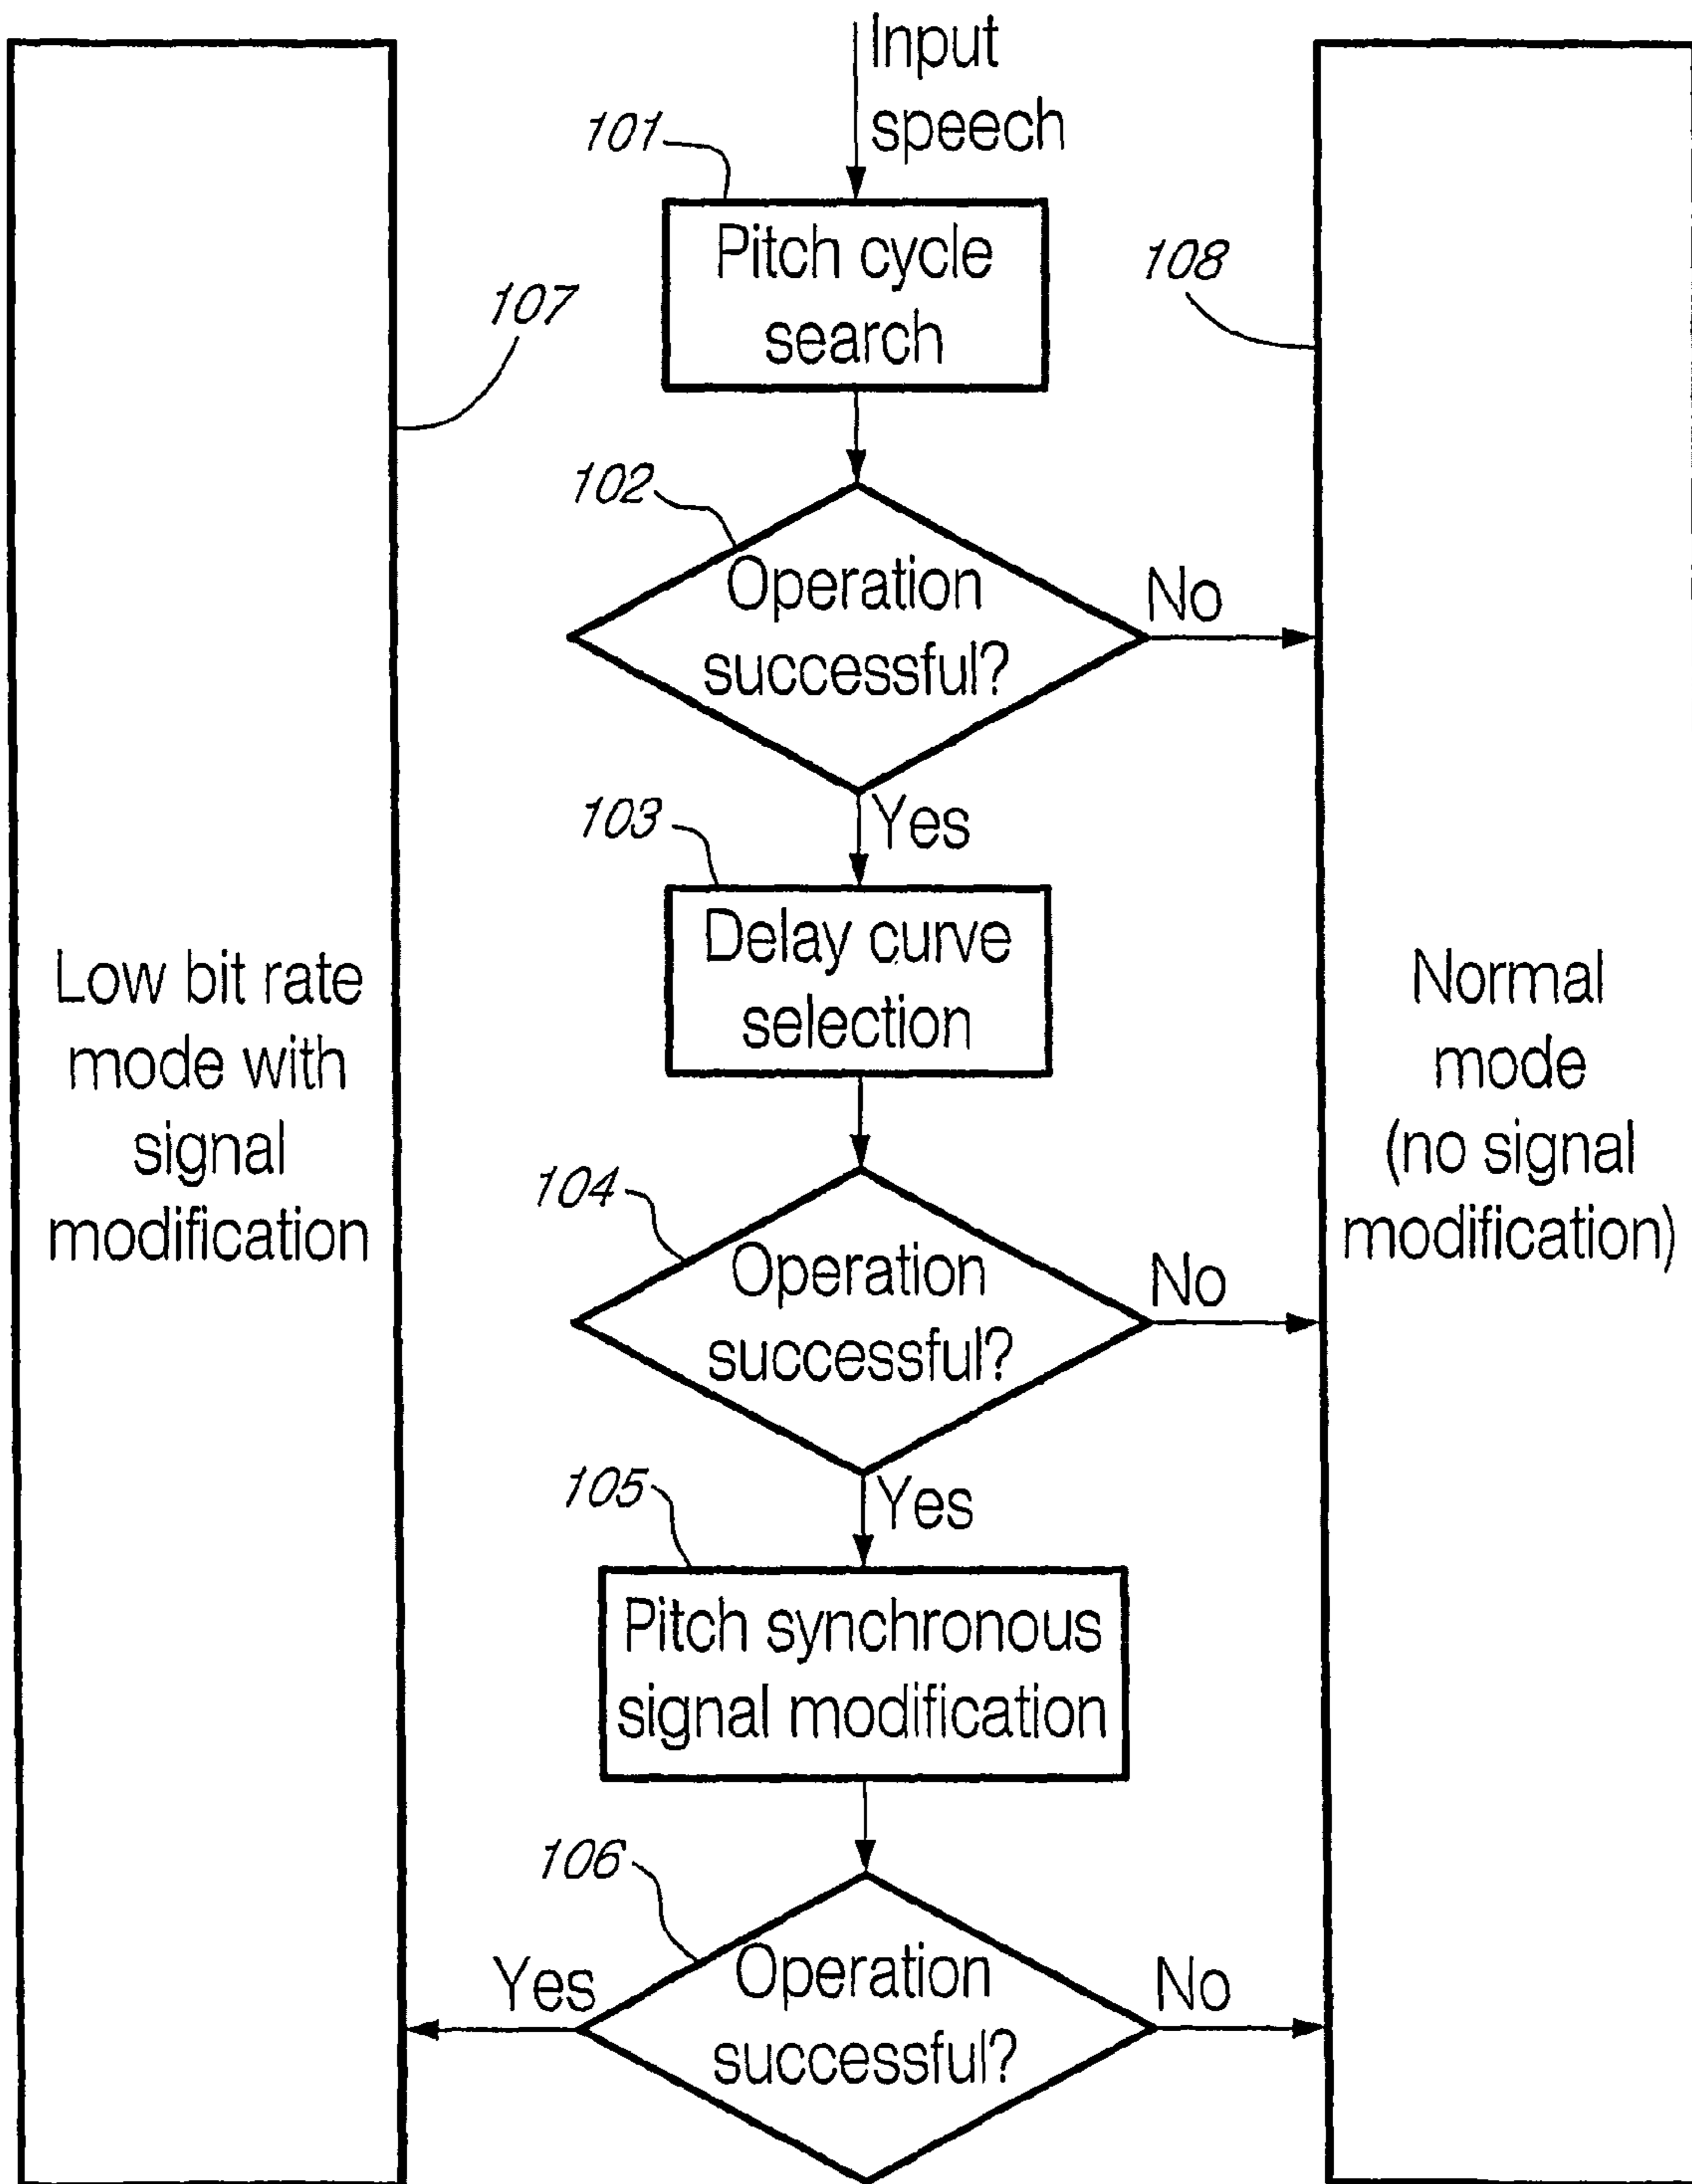 Input
speech
101
Pitch cycle
search
108
107
102
Operation
successful?
No
Yes
103
Delay curve
selection
Low bit rate
mode with
signal
modification
Normal
mode
(no signal
modification)
104
Operation
successful?
No
Yes
105
Pitch synchronous
signal modification
106
Operation
successful?
Yes
No